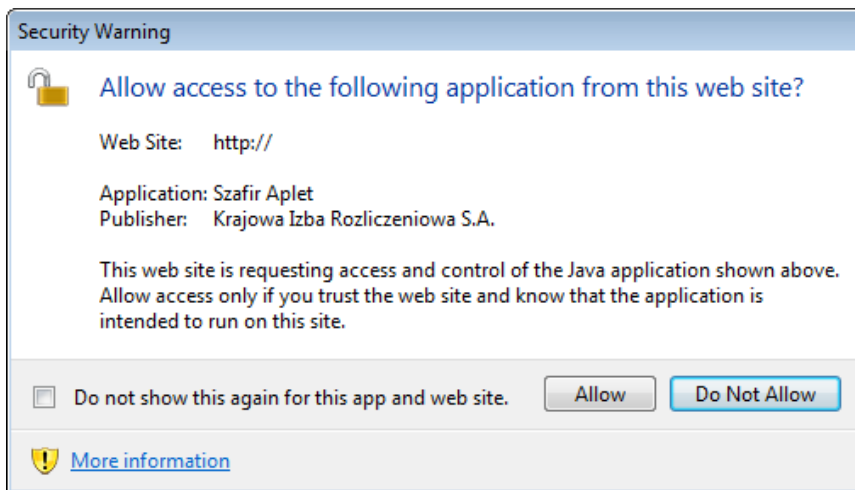 Security Warning
Allow access to the following application from this web site?
Web Site: http://
Application: Szafir Aplet
Publisher: Krajowa Izba Rozliczeniowa S.A.
This web site is requesting access and control of the Java application shown above.
Allow access only if you trust the web site and know that the application is
intended to run on this site.
Do not show this again for this app and web site.
Allow
Do Not Allow
More information